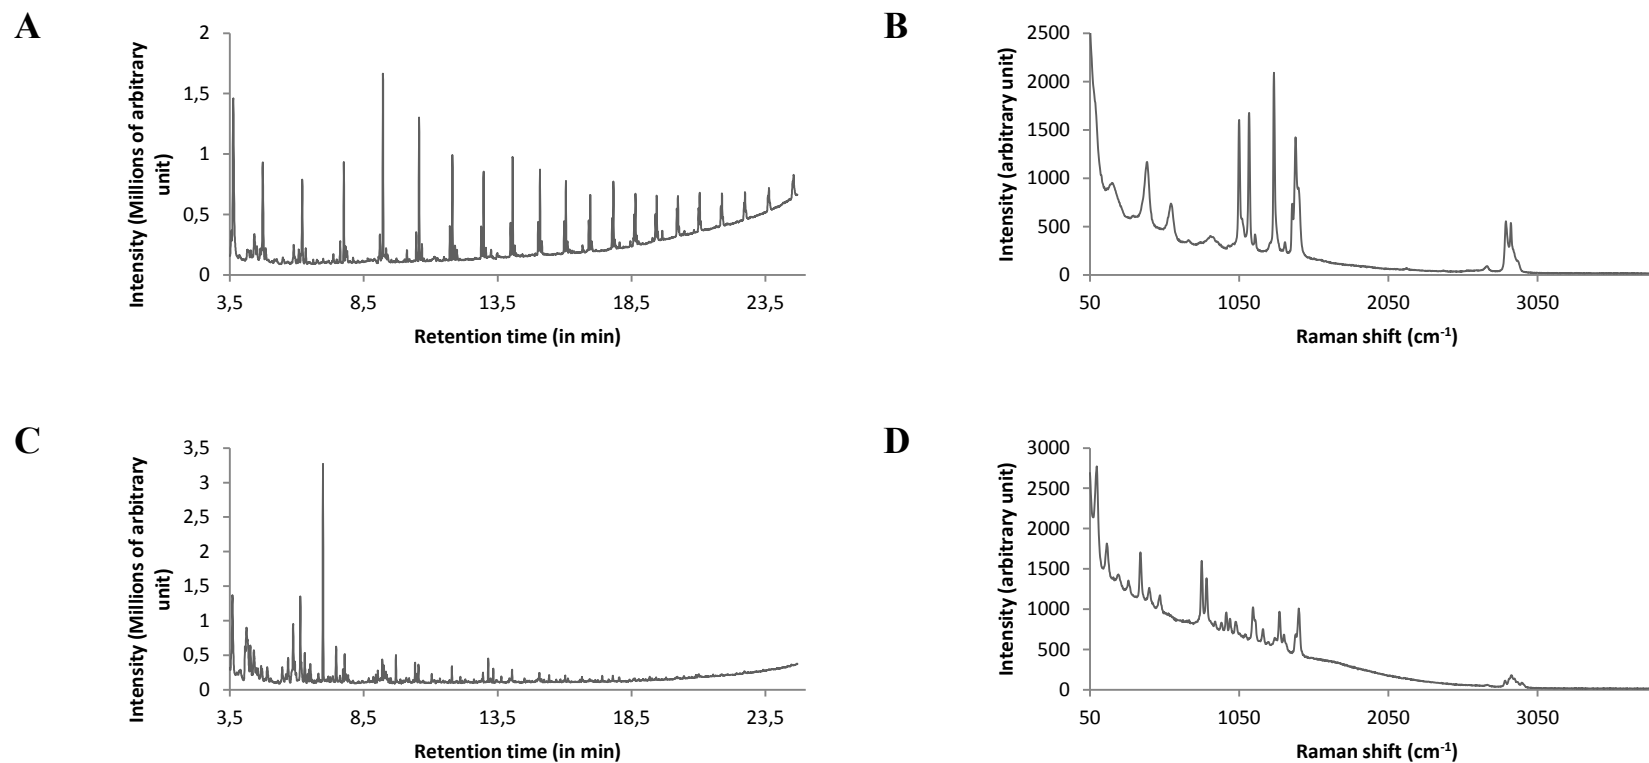 A
Intensity (Millions of arbitrary
unit)
2
1,5
1
0,5
0
3,5 8,5 13,5 18,5 23,5
Retention time (in min)
B
Intensity (arbitrary unit)
2500
2000
1500
1000
500
0
50 1050 2050 3050
Raman shift (cm-1)
C
Intensity (Millions of arbitrary
unit)
3,5
3
2,5
2
1,5
1
0,5
0
3,5 8,5 13,5 18,5 23,5
Retention time (in min)
D
Intensity (arbitrary unit)
3000
2500
2000
1500
1000
500
0
50 1050 2050 3050
Raman shift (cm-1)